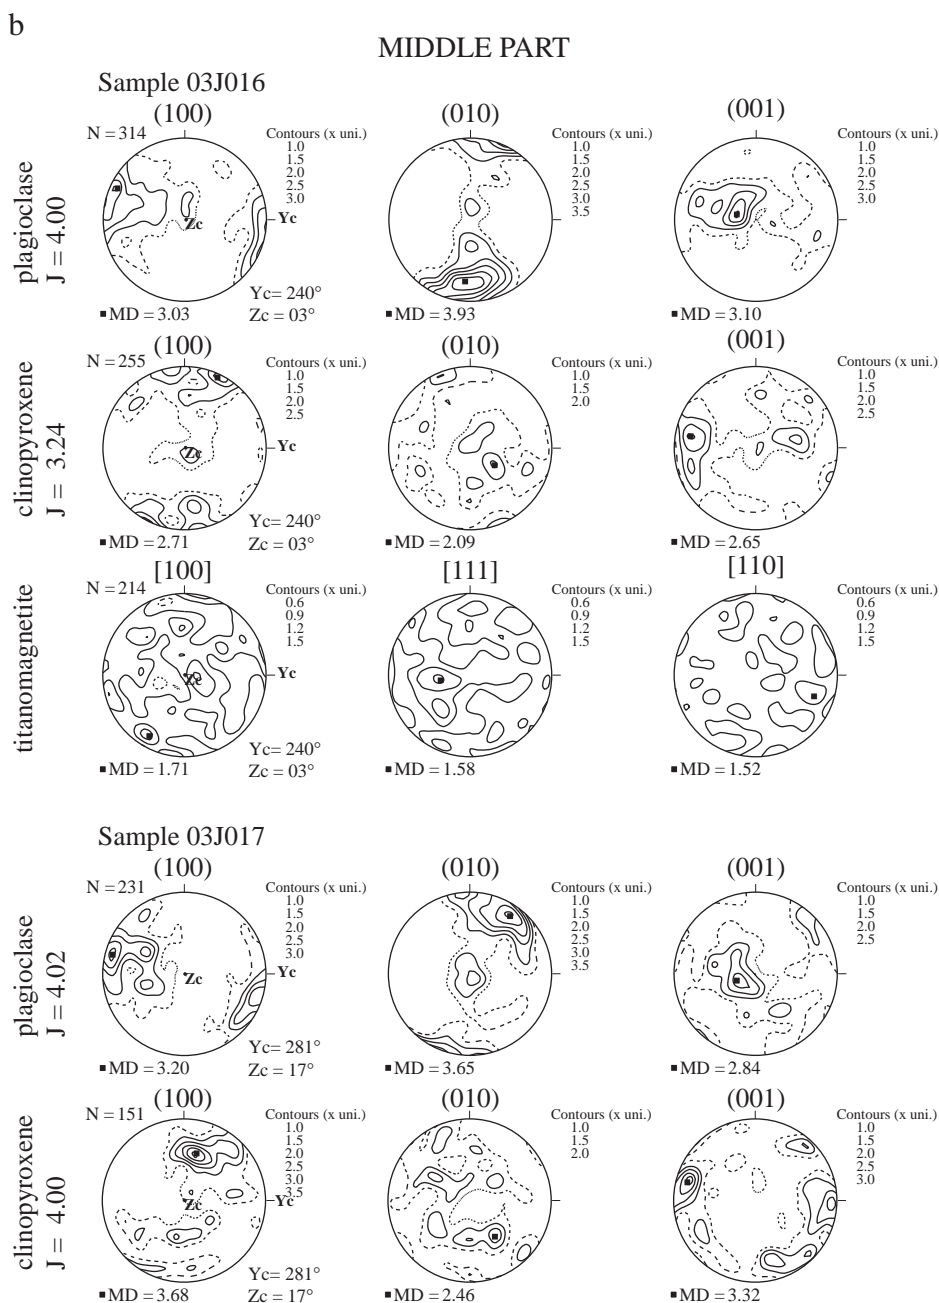 b
MIDDLE PART
Sample 03J016
(100) (010) (001)
N = 314 Contours (x uni.) Contours (x uni.) Contours (x uni.)
1.0 1.0 1.0
1.5 1.5 1.5
2.0 2.0 2.0
2.5 2.5 2.5
3.0 3.0 3.0
3.5
plagioclase
J = 4.00
Zc Yc
Yc= 240°
Zc = 03°
MD = 3.03 MD = 3.93 MD = 3.10
(100) (010) (001)
N = 255 Contours (x uni.) Contours (x uni.) Contours (x uni.)
1.0 1.0 1.0
1.5 1.5 1.5
2.0 2.0 2.0
2.5 2.5
clinopyroxene
J = 3.24
Zc Yc
Yc= 240°
Zc = 03°
MD = 2.71 MD = 2.09 MD = 2.65
[100] [111] [110]
N = 214 Contours (x uni.) Contours (x uni.) Contours (x uni.)
0.6 0.6 0.6
0.9 0.9 0.9
1.2 1.2 1.2
1.5 1.5 1.5
titanomagnetite
Zc Yc
Yc= 240°
Zc = 03°
MD = 1.71 MD = 1.58 MD = 1.52
Sample 03J017
(100) (010) (001)
N = 231 Contours (x uni.) Contours (x uni.) Contours (x uni.)
1.0 1.0 1.0
1.5 1.5 1.5
2.0 2.0 2.0
2.5 2.5 2.5
3.0 3.0
3.5
plagioclase
J = 4.02
Zc Yc
Yc= 281°
Zc = 17°
MD = 3.20 MD = 3.65 MD = 2.84
(100) (010) (001)
N = 151 Contours (x uni.) Contours (x uni.) Contours (x uni.)
1.0 1.0 1.0
1.5 1.5 1.5
2.0 2.0 2.0
2.5 2.5
3.0 3.0
3.5
clinopyroxene
J = 4.00
Zc Yc
Yc= 281°
Zc = 17°
MD = 3.68 MD = 2.46 MD = 3.32